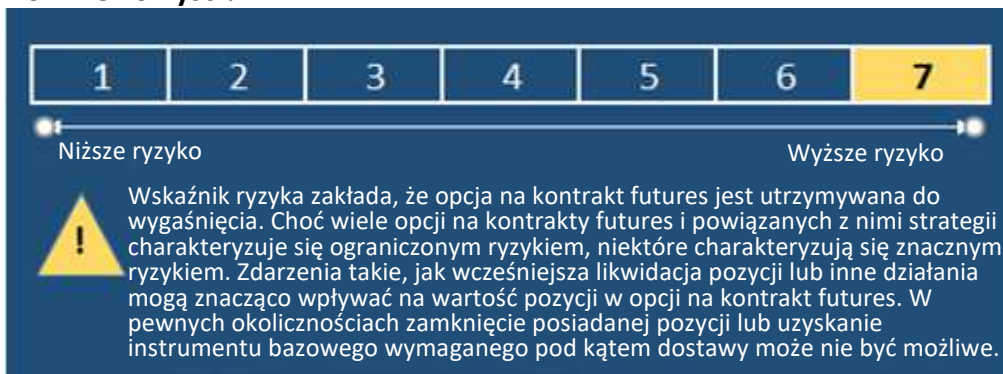 1 2 3 4 5 6 7
Niższe ryzyko Wyższe ryzyko
! Wskaźnik ryzyka zakłada, że opcja na kontrakt futures jest utrzymywana do
wygaśnięcia. Choć wiele opcji na kontrakty futures i powiązanych z nimi strategii
charakteryzuje się ograniczonym ryzykiem, niektóre charakteryzują się znacznym
ryzykiem. Zdarzenia takie, jak wcześniejsza likwidacja pozycji lub inne działania
mogą znacząco wpływać na wartość pozycji w opcji na kontrakt futures. W
pewnych okolicznościach zamknięcie posiadanej pozycji lub uzyskanie
instrumentu bazowego wymaganego pod kątem dostawy może nie być możliwe.